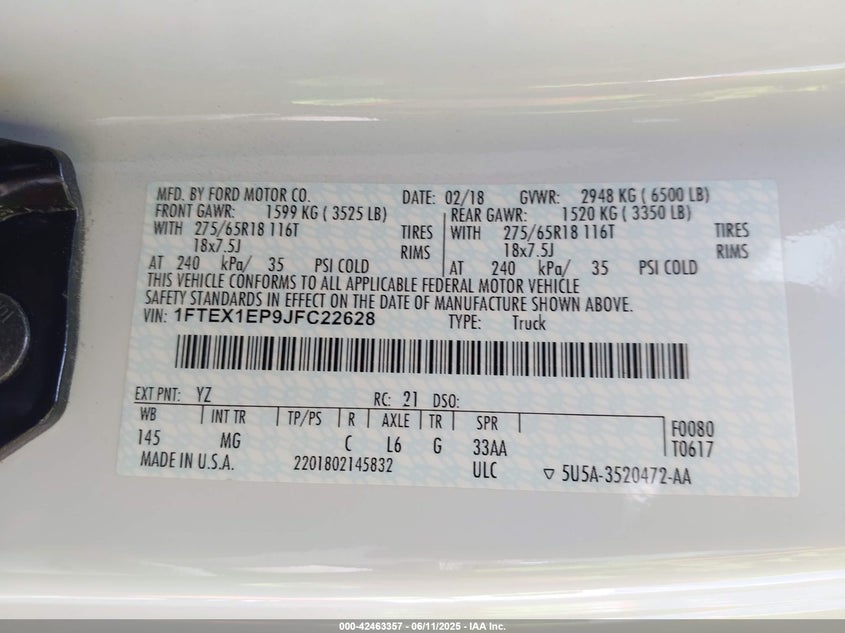 MFD. BY FORD MOTOR CO. DATE: 02/18 GVWR: 2948 KG ( 6500 LB)
FRONT GAWR: 1599 KG ( 3525 LB) REAR GAWR: 1520 KG ( 3350 LB)
WITH 275/65R18 116T TIRES WITH 275/65R18 116T TIRES
18x7.5J RIMS 18x7.5J RIMS
AT 240 kPa/ 35 PSI COLD AT 240 kPa/ 35 PSI COLD
THIS VEHICLE CONFORMS TO ALL APPLICABLE FEDERAL MOTOR VEHICLE
SAFETY STANDARDS IN EFFECT ON THE DATE OF MANUFACTURE SHOWN ABOVE.
VIN: 1FTEX1EP9JFC22628 TYPE: Truck
EXT PNT: YZ RC: 21 DSO:
WB INT TR TP/PS R AXLE TR SPR F0080
145 MG C L6 G 33AA T0617
MADE IN U.S.A. 2201802145832 ULC ▽ 5U5A-3520472-AA
000-42463357 - 06/11/2025 - IAA Inc.